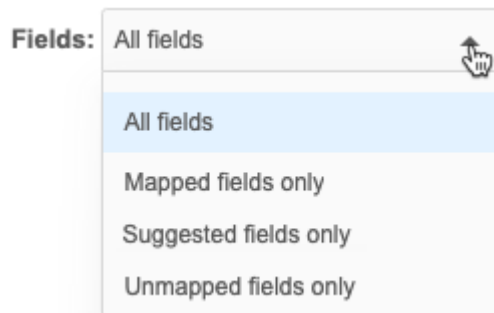 Fields: All fields
All fields
Mapped fields only
Suggested fields only
Unmapped fields only